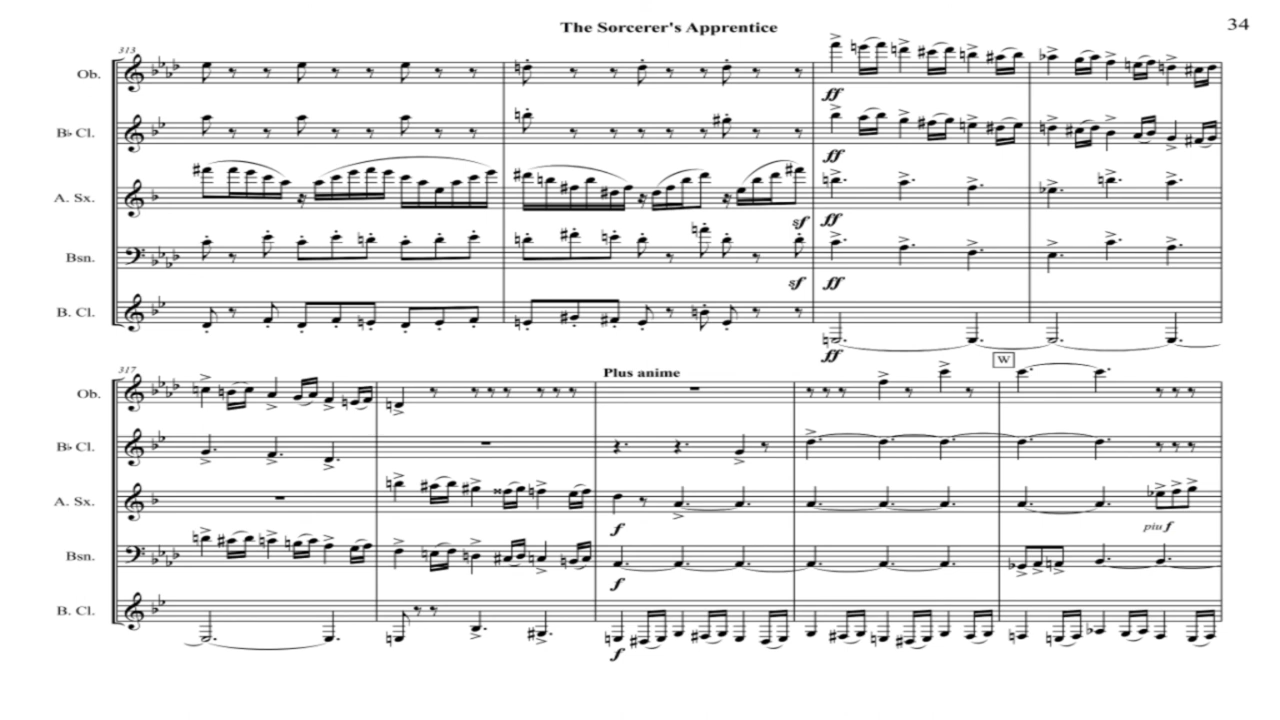 The Sorcerer's Apprentice
34
313
Ob.
B♭ Cl.
ff
A. Sx.
ff
sf
ff
Bsn.
sf
ff
B. Cl.
ff
317
Plus anime
W
Ob.
B♭ Cl.
A. Sx.
f
piu f
Bsn.
f
B. Cl.
f